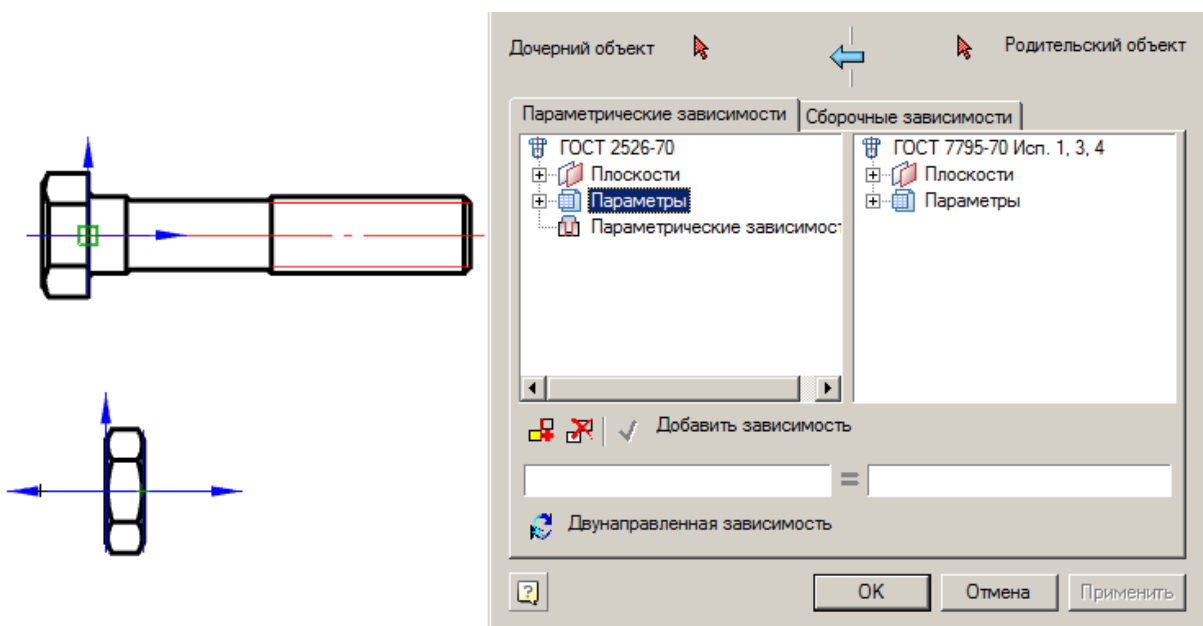 Дочерний объект
Родительский объект
Параметрические зависимости
Сборочные зависимости
ГОСТ 2526-70
Плоскости
Параметры
Параметрические зависимост
ГОСТ 7795-70 Исп. 1, 3, 4
Плоскости
Параметры
Добавить зависимость
=
Двунаправленная зависимость
?
ОК
Отмена
Применить